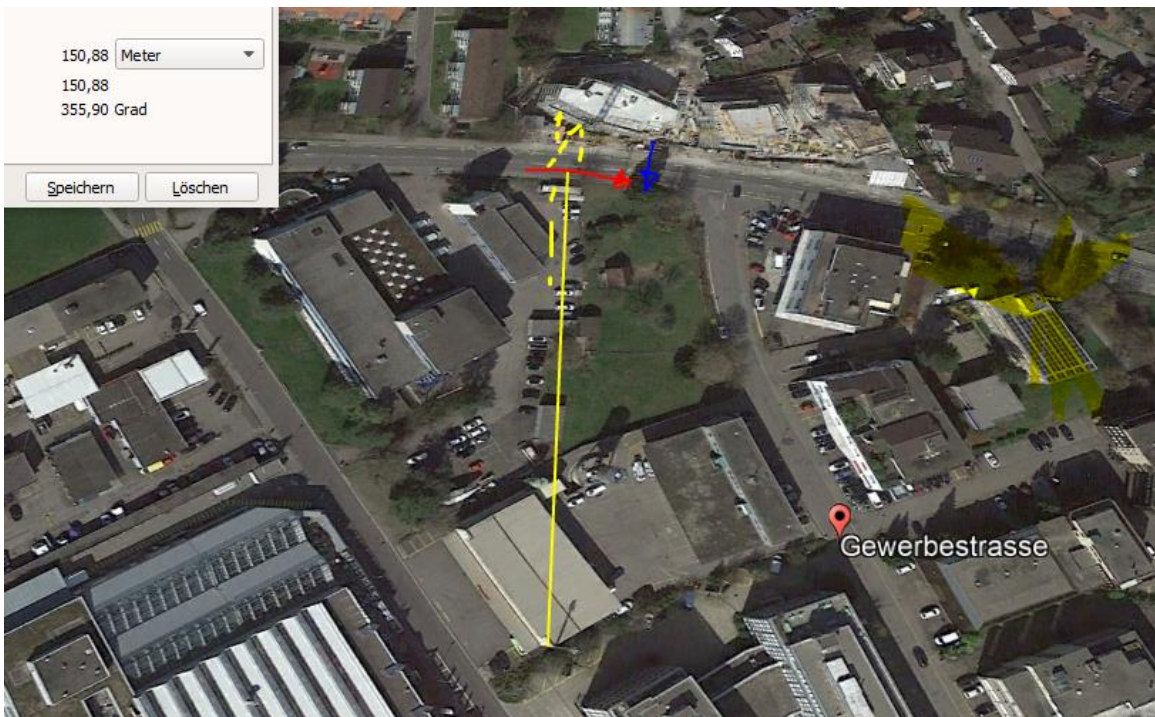 150,88 Meter
150,88
355,90 Grad
Speichern Löschen
Gewerbestrasse